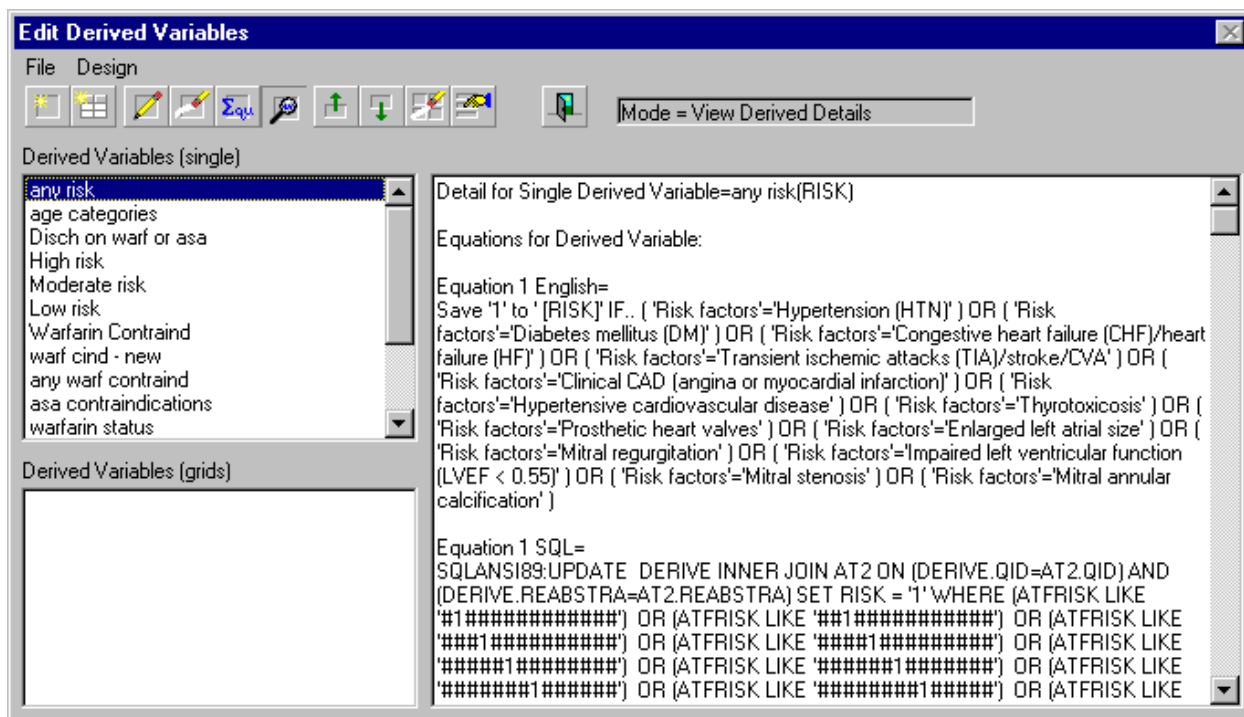 Edit Derived Variables
File Design
Σqu
Mode = View Derived Details
Derived Variables (single)
any risk
age categories
Disch on warf or asa
High risk
Moderate risk
Low risk
Warfarin Contraind
warf cind - new
any warf contraind
asa contraindications
warfarin status
Derived Variables (grids)
Detail for Single Derived Variable=any risk(RISK)
Equations for Derived Variable:
Equation 1 English=
Save '1' to ' [RISK]' IF.. ( 'Risk factors'='Hypertension (HTN)' ) OR ( 'Risk
factors'='Diabetes mellitus (DM)' ) OR ( 'Risk factors'='Congestive heart failure (CHF)/heart
failure (HF)' ) OR ( 'Risk factors'='Transient ischemic attacks (TIA)/stroke/CVA' ) OR (
'Risk factors'='Clinical CAD (angina or myocardial infarction)' ) OR ( 'Risk
factors'='Hypertensive cardiovascular disease' ) OR ( 'Risk factors'='Thyrotoxicosis' ) OR (
'Risk factors'='Prosthetic heart valves' ) OR ( 'Risk factors'='Enlarged left atrial size' ) OR (
'Risk factors'='Mitral regurgitation' ) OR ( 'Risk factors'='Impaired left ventricular function
(LVEF < 0.55)' ) OR ( 'Risk factors'='Mitral stenosis' ) OR ( 'Risk factors'='Mitral annular
calcification' )
Equation 1 SQL=
SQLANSI89:UPDATE DERIVE INNER JOIN AT2 ON (DERIVE.QID=AT2.QID) AND
(DERIVE.REABSTRA=AT2.REABSTRA) SET RISK = '1' WHERE (ATFRISK LIKE
'#1############') OR (ATFRISK LIKE '##1###########') OR (ATFRISK LIKE
'###1##########') OR (ATFRISK LIKE '####1#########') OR (ATFRISK LIKE
'#####1########') OR (ATFRISK LIKE '######1#######') OR (ATFRISK LIKE
'#######1######') OR (ATFRISK LIKE '########1#####') OR (ATFRISK LIKE